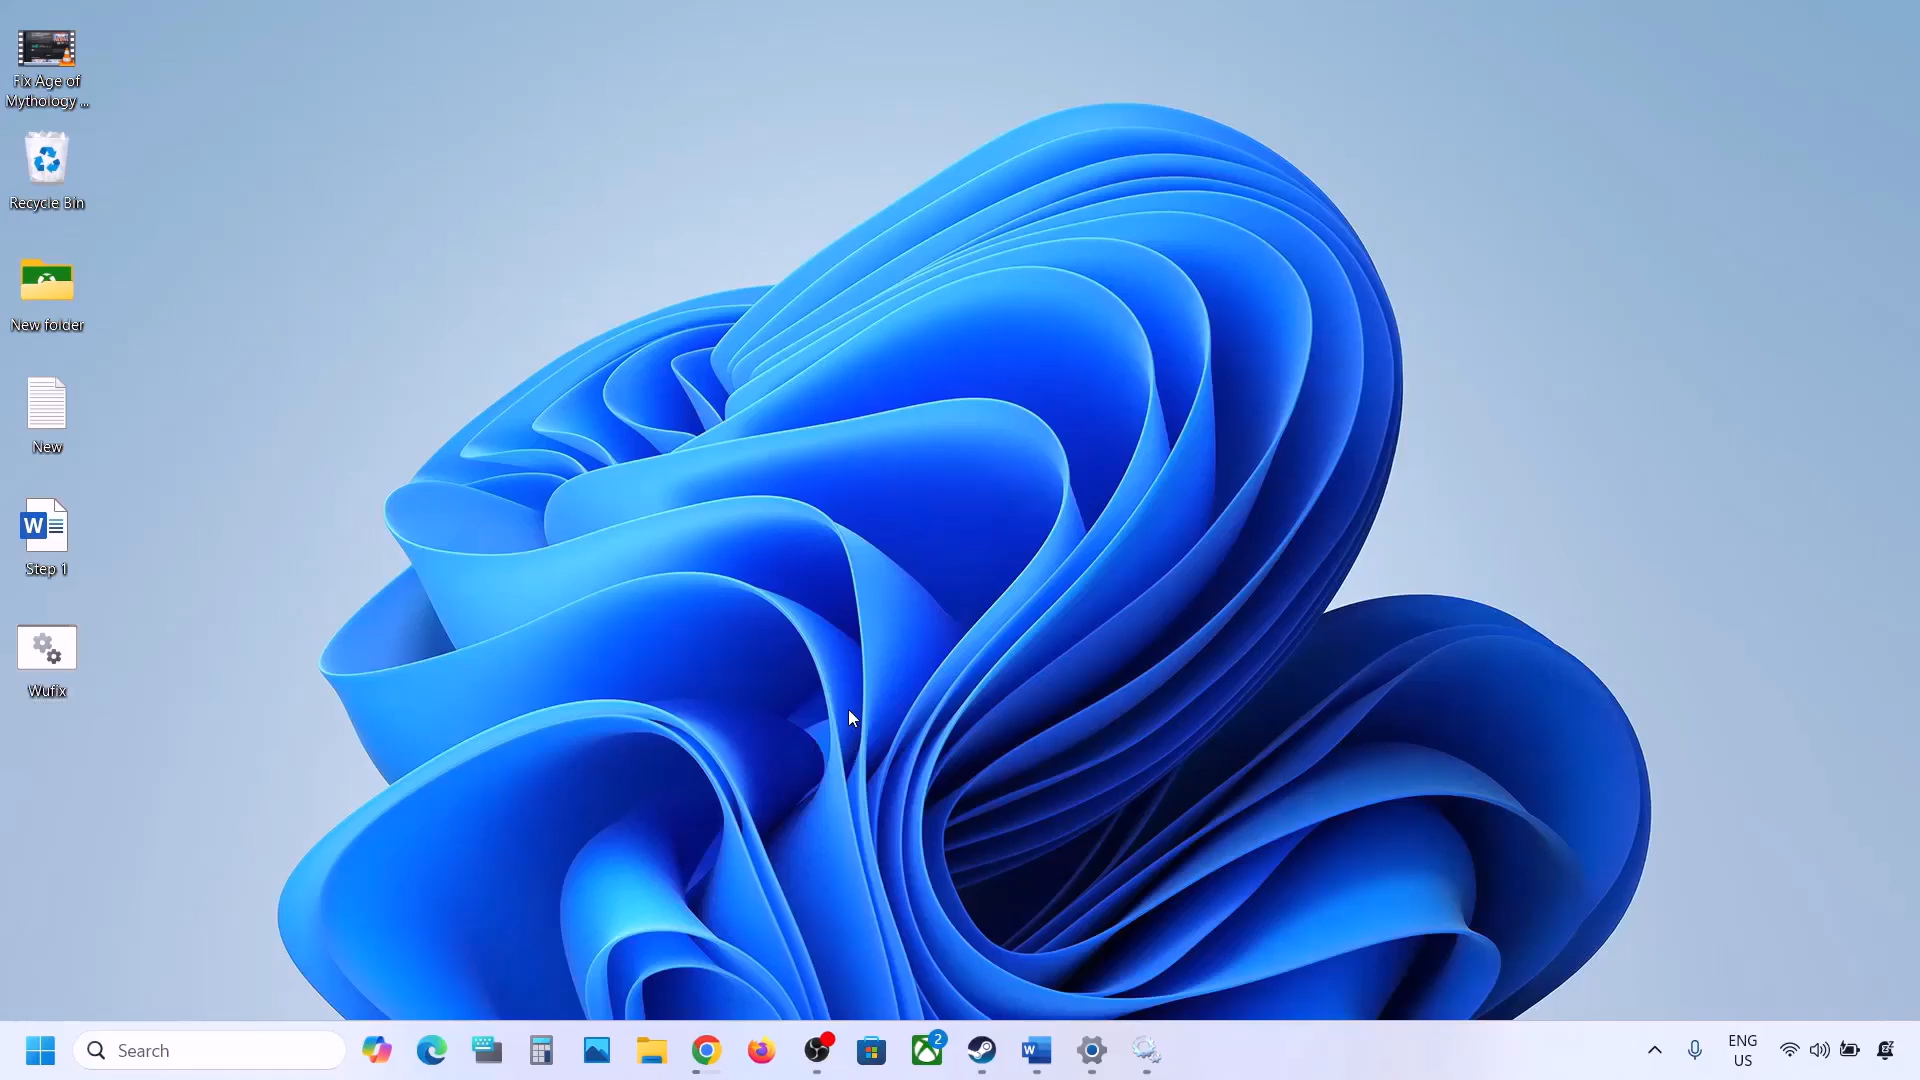 Fix Age of
Mythology ...
Recycle Bin
New folder
New
W
Step 1
Wufix
Search
2
W
ENG
US